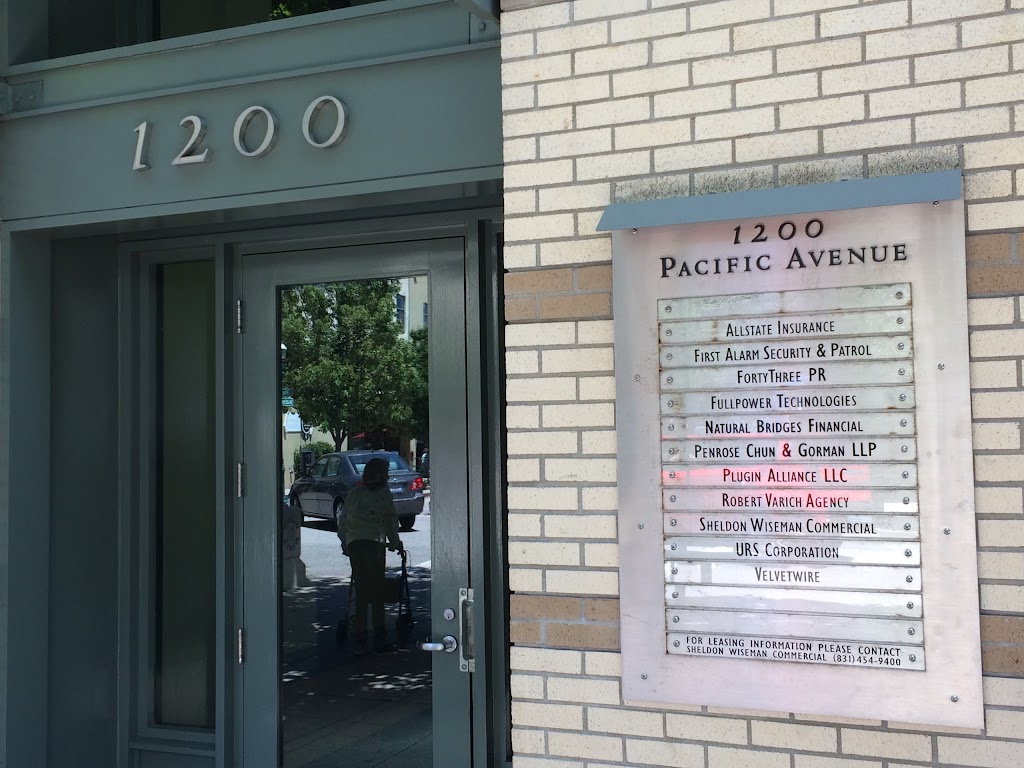 1200
1200
PACIFIC AVENUE
ALLSTATE INSURANCE
FIRST ALARM SECURITY & PATROL
FORTYTHREE PR
FULLPOWER TECHNOLOGIES
NATURAL BRIDGES FINANCIAL
PENROSE CHUN & GORMAN LLP
PLUGIN ALLIANCE LLC
ROBERT VARICH AGENCY
SHELDON WISEMAN COMMERCIAL
URS CORPORATION
VELVETWIRE
FOR LEASING INFORMATION PLEASE CONTACT
SHELDON WISEMAN COMMERCIAL (831) 454-9400